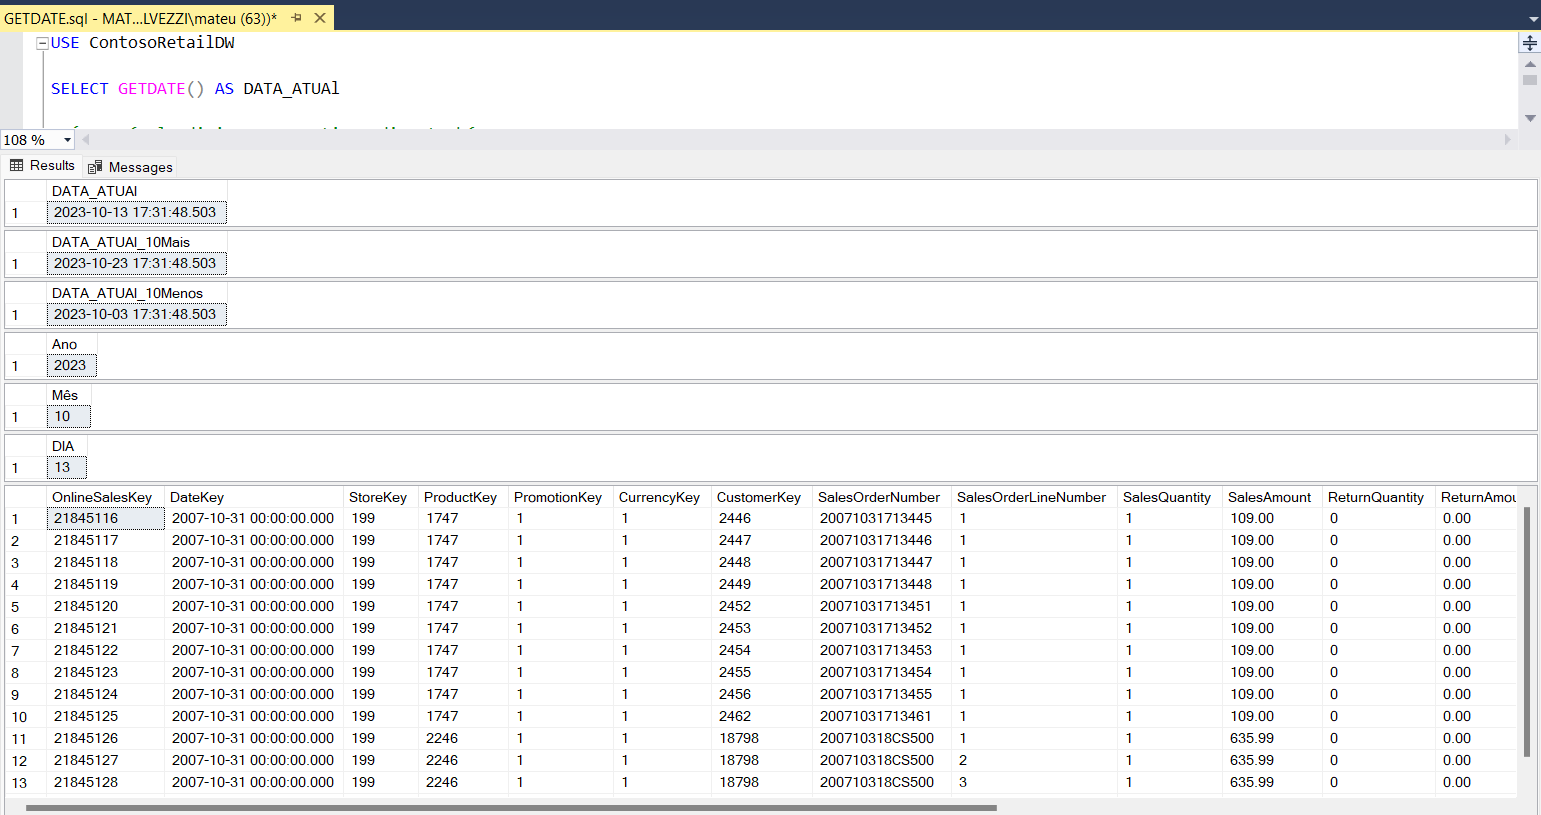 GETDATE.sql - MAT...LVEZZI\mateu (63))*
USE ContosoRetailDW
SELECT GETDATE() AS DATA_ATUAl
108 %
Results Messages
DATA_ATUAl
1 2023-10-13 17:31:48.503
DATA_ATUAl_10Mais
1 2023-10-23 17:31:48.503
DATA_ATUAl_10Menos
1 2023-10-03 17:31:48.503
Ano
1 2023
Mês
1 10
DIA
1 13
OnlineSalesKey DateKey StoreKey ProductKey PromotionKey CurrencyKey CustomerKey SalesOrderNumber SalesOrderLineNumber SalesQuantity SalesAmount ReturnQuantity ReturnAmou
1 21845116 2007-10-31 00:00:00.000 199 1747 1 1 2446 20071031713445 1 1 109.00 0 0.00
2 21845117 2007-10-31 00:00:00.000 199 1747 1 1 2447 20071031713446 1 1 109.00 0 0.00
3 21845118 2007-10-31 00:00:00.000 199 1747 1 1 2448 20071031713447 1 1 109.00 0 0.00
4 21845119 2007-10-31 00:00:00.000 199 1747 1 1 2449 20071031713448 1 1 109.00 0 0.00
5 21845120 2007-10-31 00:00:00.000 199 1747 1 1 2452 20071031713451 1 1 109.00 0 0.00
6 21845121 2007-10-31 00:00:00.000 199 1747 1 1 2453 20071031713452 1 1 109.00 0 0.00
7 21845122 2007-10-31 00:00:00.000 199 1747 1 1 2454 20071031713453 1 1 109.00 0 0.00
8 21845123 2007-10-31 00:00:00.000 199 1747 1 1 2455 20071031713454 1 1 109.00 0 0.00
9 21845124 2007-10-31 00:00:00.000 199 1747 1 1 2456 20071031713455 1 1 109.00 0 0.00
10 21845125 2007-10-31 00:00:00.000 199 1747 1 1 2462 20071031713461 1 1 109.00 0 0.00
11 21845126 2007-10-31 00:00:00.000 199 2246 1 1 18798 200710318CS500 1 1 635.99 0 0.00
12 21845127 2007-10-31 00:00:00.000 199 2246 1 1 18798 200710318CS500 2 1 635.99 0 0.00
13 21845128 2007-10-31 00:00:00.000 199 2246 1 1 18798 200710318CS500 3 1 635.99 0 0.00